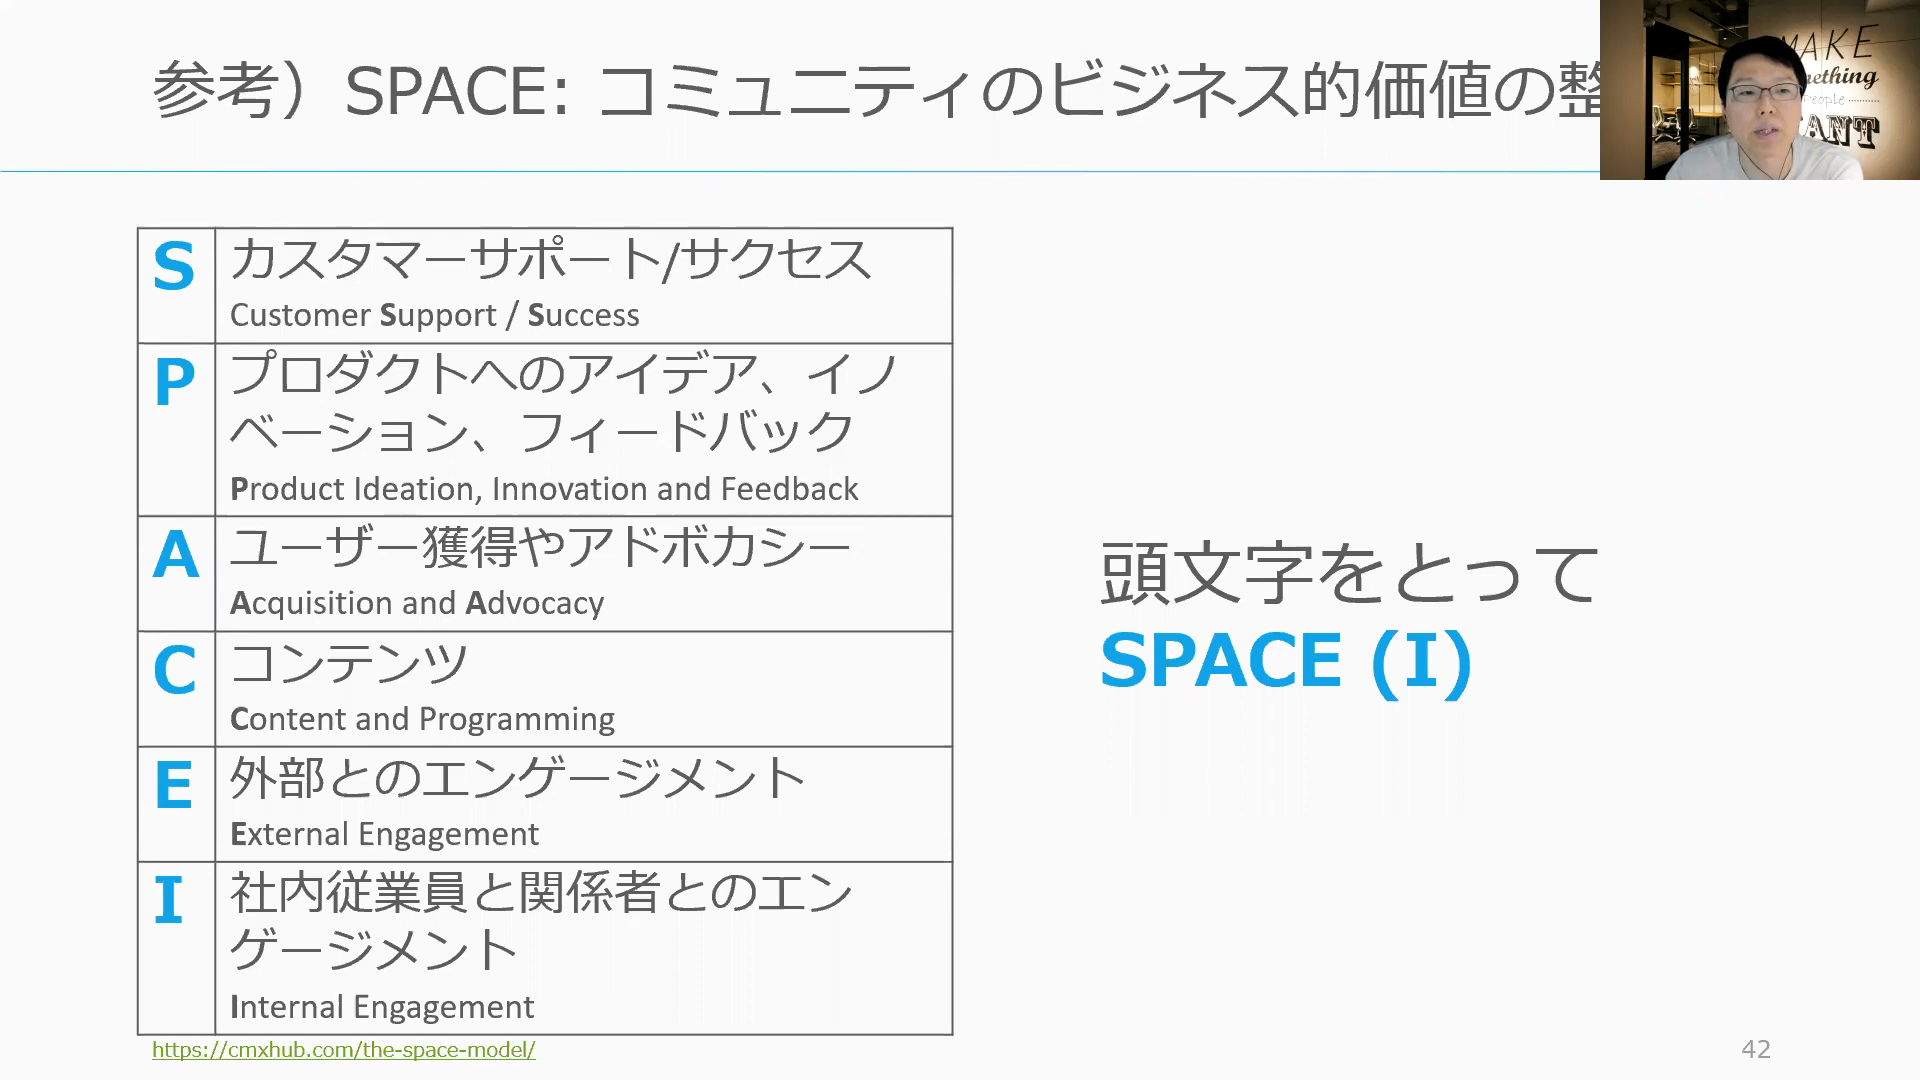 参考）SPACE: コミュニティのビジネス的価値の整
MAKE
ething
People
ANT
S カスタマーサポート/サクセス
Customer Support / Success
P プロダクトへのアイデア、イノ
ベーション、フィードバック
Product Ideation, Innovation and Feedback
A ユーザー獲得やアドボカシー
Acquisition and Advocacy
C コンテンツ
Content and Programming
E 外部とのエンゲージメント
External Engagement
I 社内従業員と関係者とのエン
ゲージメント
Internal Engagement
頭文字をとって
SPACE (I)
https://cmxhub.com/the-space-model/
42